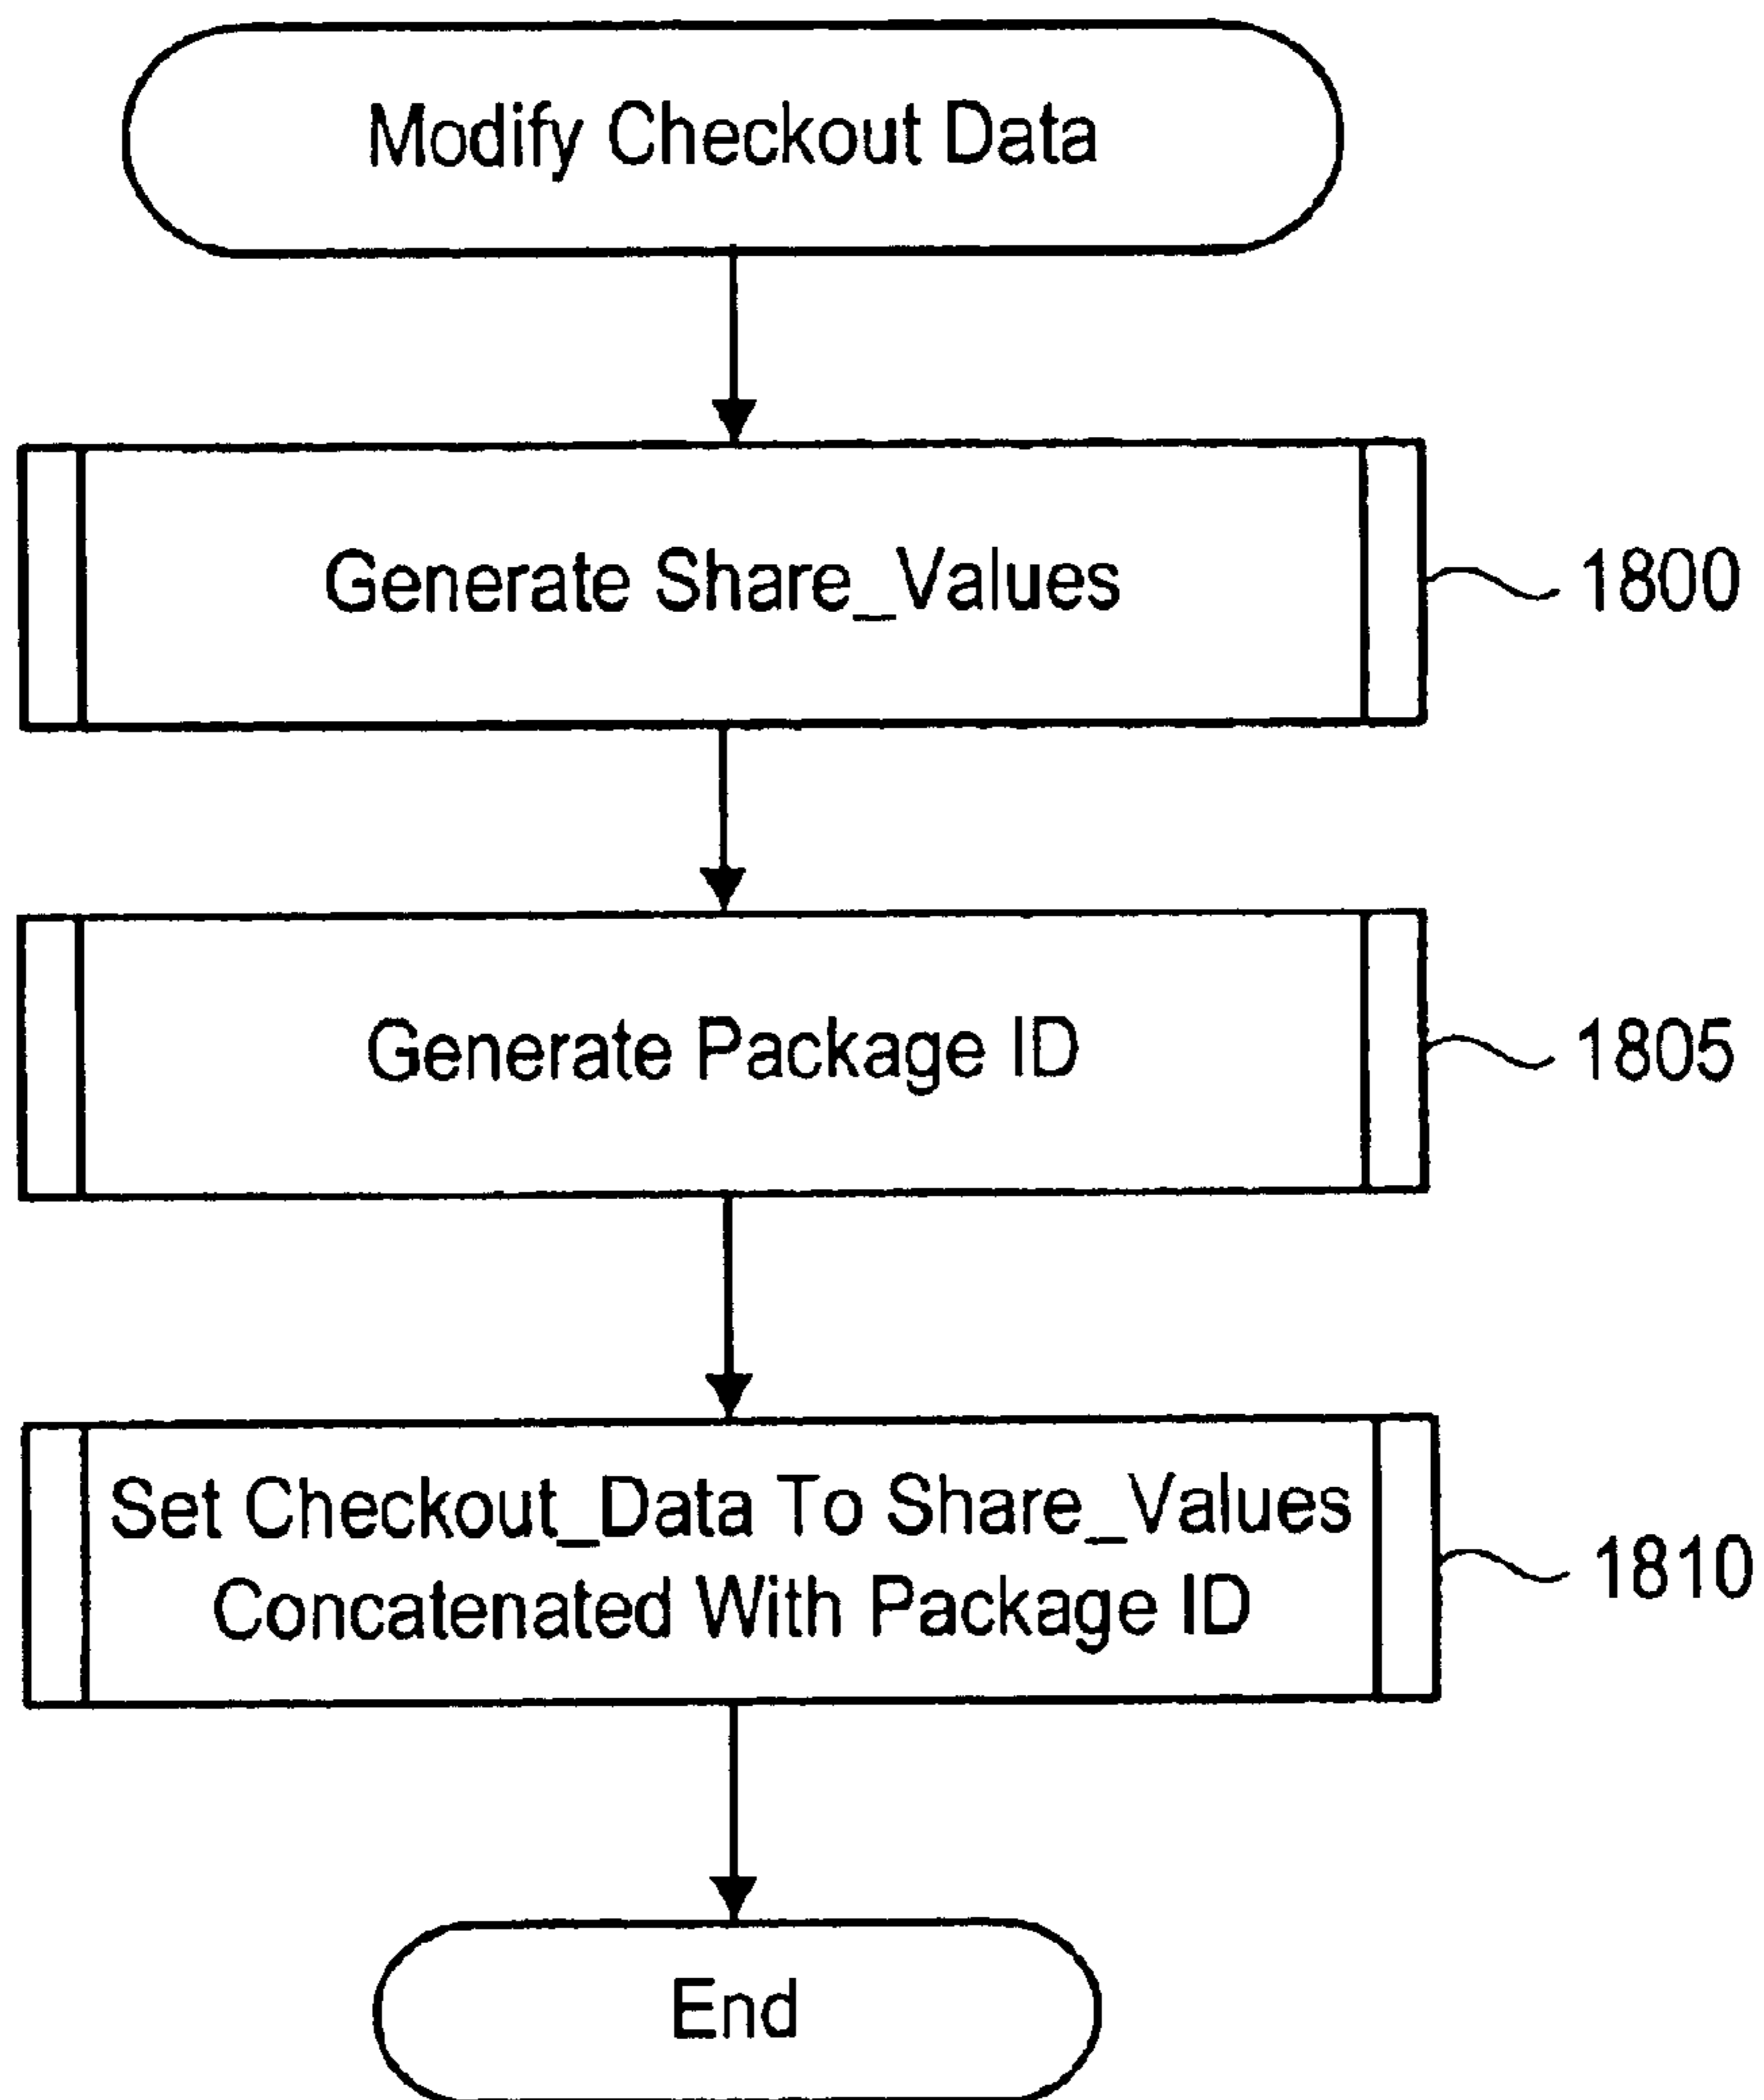 Modify Checkout Data
Generate Share_Values
1800
Generate Package ID
1805
Set Checkout_Data To Share_Values
Concatenated With Package ID
1810
End